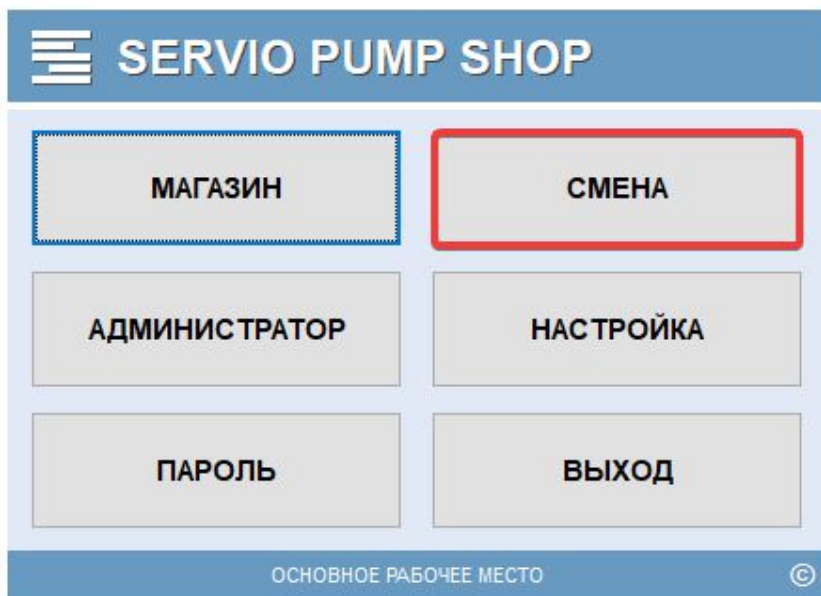 SERVIO PUMP SHOP
МАГАЗИН
СМЕНА
АДМИНИСТРАТОР
НАСТРОЙКА
ПАРОЛЬ
ВЫХОД
ОСНОВНОЕ РАБОЧЕЕ МЕСТО ©